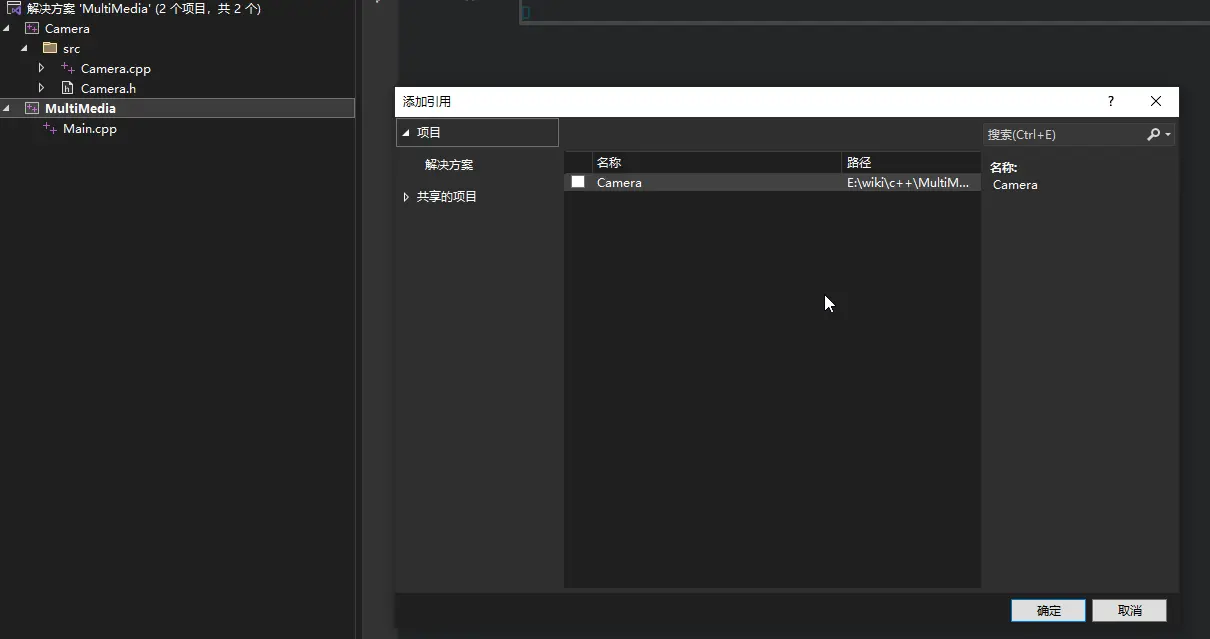 解决方案 'MultiMedia' (2 个项目，共 2 个)
Camera
src
Camera.cpp
Camera.h
MultiMedia
Main.cpp
添加引用
?
项目
解决方案
共享的项目
搜索(Ctrl+E)
名称 路径
Camera E:\wiki\c++\MultiM...
名称:
Camera
确定 取消